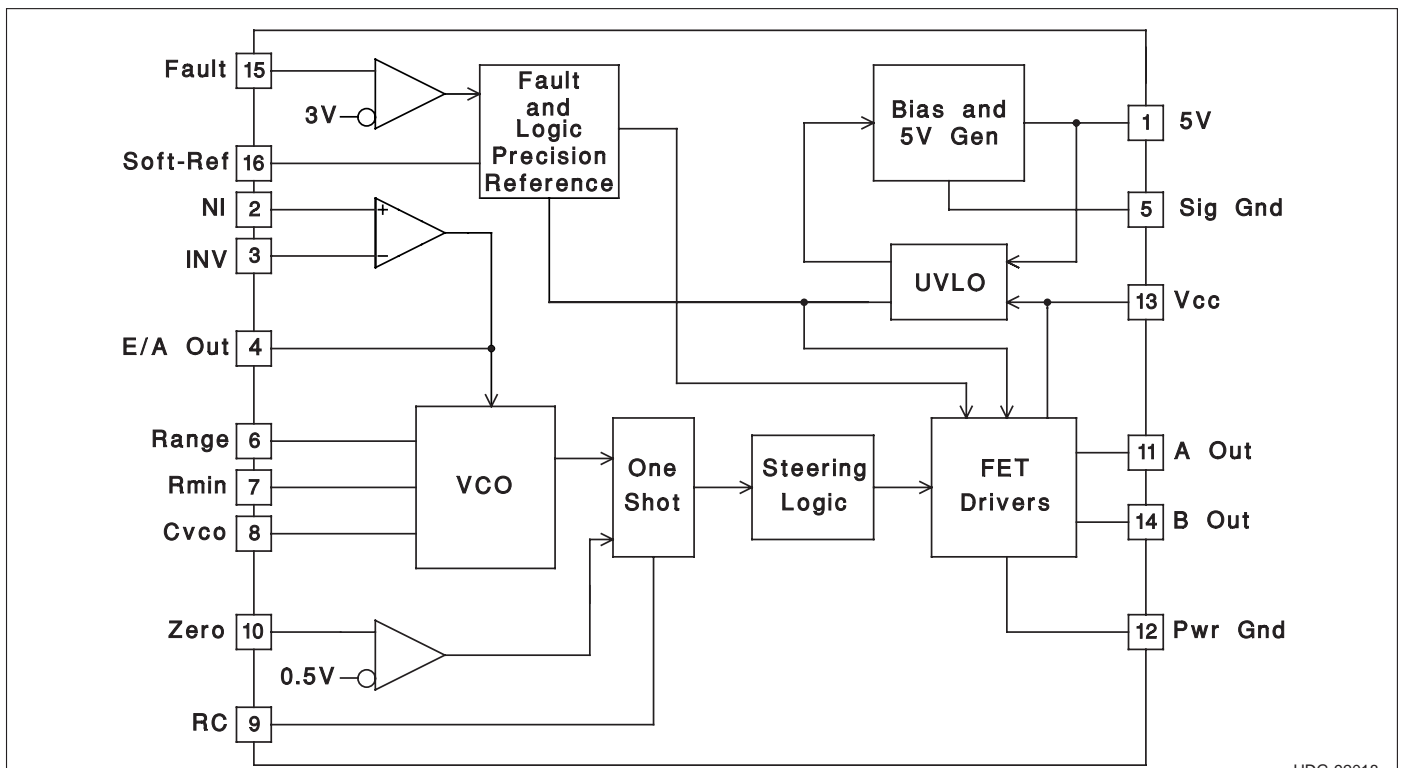 Fault 15
3V
Fault
and
Logic
Precision
Reference
Bias and
5V Gen
1 5V
Soft-Ref 16
NI 2
+
5 Sig Gnd
INV 3
−
UVLO
13 Vcc
E/A Out 4
Range 6
Rmin 7
Cvco 8
VCO
One
Shot
Steering
Logic
FET
Drivers
11 A Out
14 B Out
Zero 10
0.5V
12 Pwr Gnd
RC 9